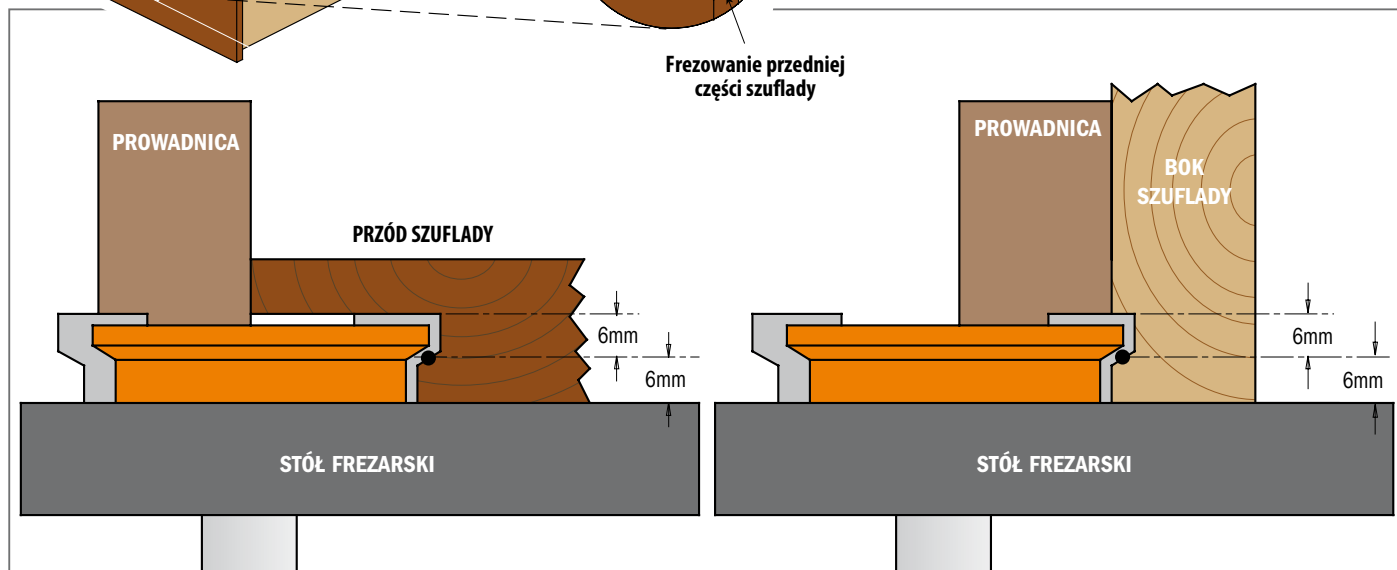 Frezowanie przedniej
części szuflady
PROWADNICA
PRZÓD SZUFLADY
6mm
6mm
STÓŁ FREZARSKI
PROWADNICA
BOK
SZUFLADY
6mm
6mm
STÓŁ FREZARSKI